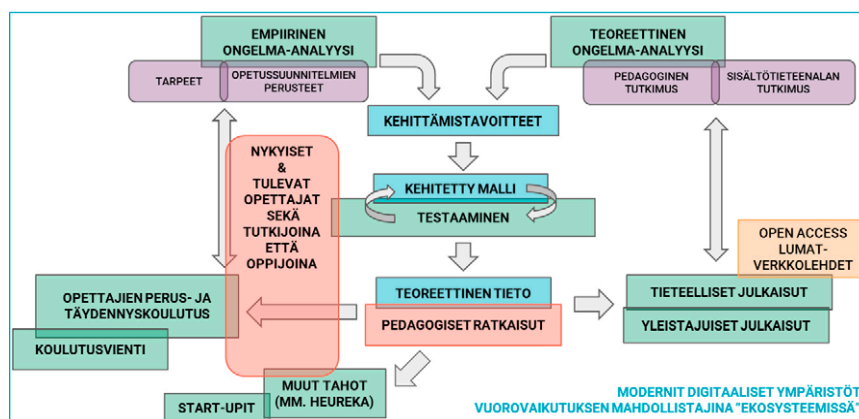 EMPIIRINEN
ONGELMA-ANALYYSI
TEOREETTINEN
ONGELMA-ANALYYSI
TARPEET
OPETUSSUUNNITELMIEN
PERUSTEET
PEDAGOGINEN
TUTKIMUS
SISÄLTÖTIETEENALAN
TUTKIMUS
KEHITTÄMISTAVOITTEET
NYKYISET
&
TULEVAT
OPETTAJAT
SEKÄ
TUTKIJOINA
ETTÄ
OPPIJOINA
KEHITETTY MALLI
TESTAAMINEN
OPEN ACCESS
LUMAT-
VERKKOLEHDET
OPETTAJIEN PERUS- JA
TÄYDENNYSKOULUTUS
KOULUTUSVIENTI
TEOREETTINEN TIETO
PEDAGOGISET RATKAISUT
TIETEELLISET JULKAISUT
YLEISTAJUISET JULKAISUT
START-UPIT
MUUT TAHOT
(MM. HEUREKA)
MODERNIT DIGITAALISET YMPÄRISTÖT
VUOROVAIKUTUKSEN MAHDOLLISTAJINA "EKOSYSTEEMISSÄ"